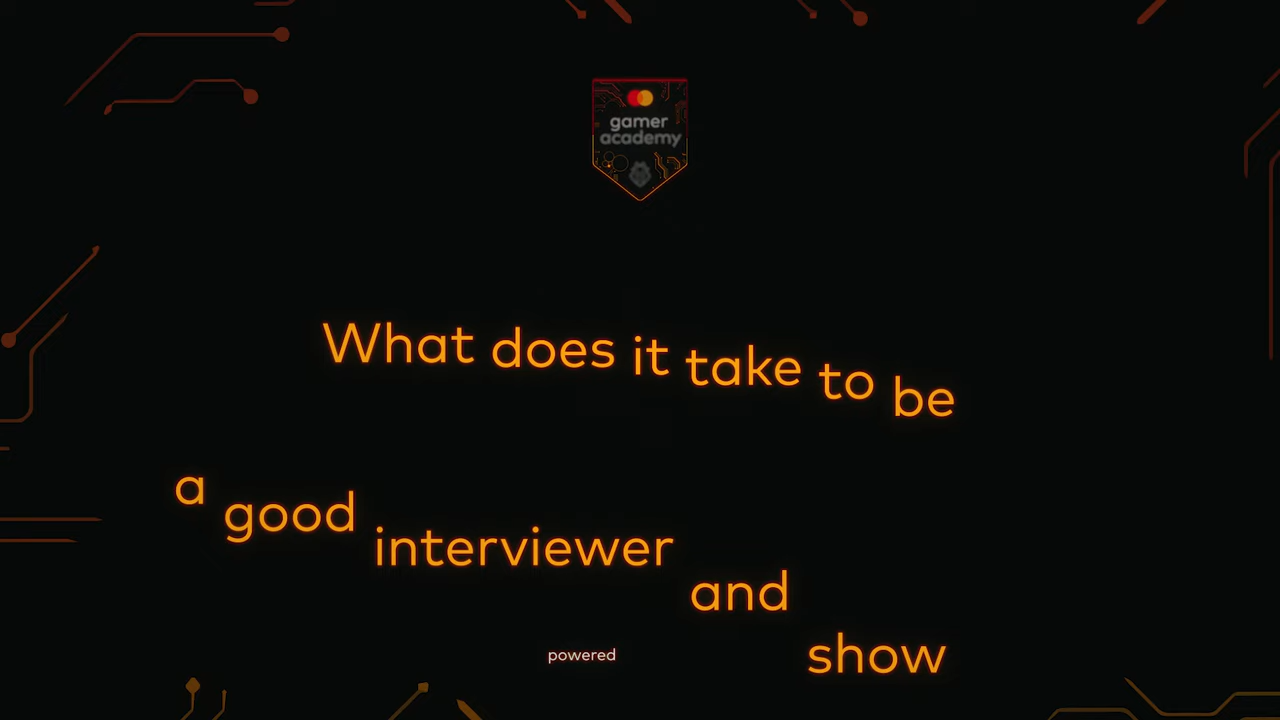 gamer
academy
What does it take to be
a good interviewer and show
powered